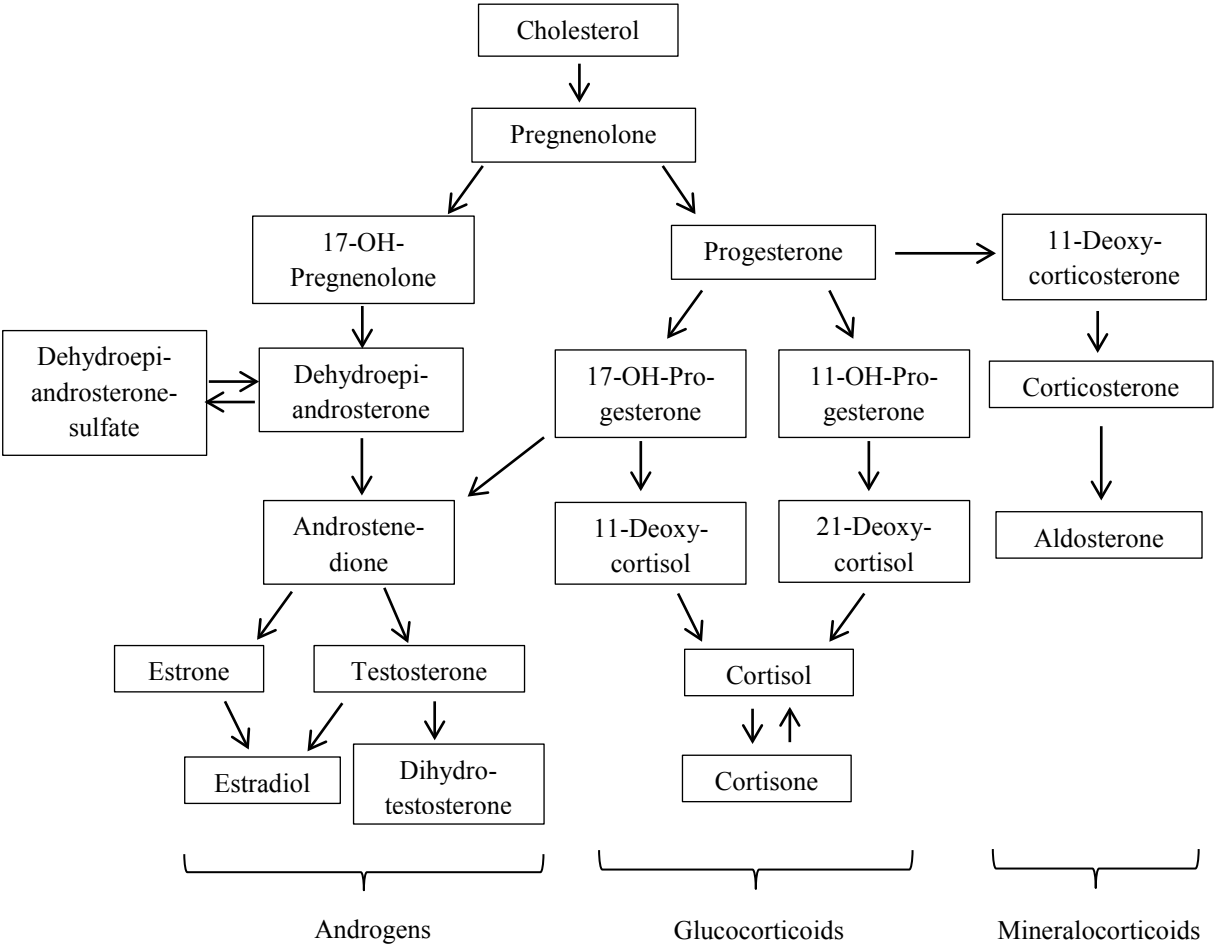 Cholesterol
Pregnenolone
17-OH-
Pregnenolone
Progesterone
11-Deoxy-
corticosterone
Dehydroepi-
androsterone-
sulfate
Dehydroepi-
androsterone
17-OH-Pro-
gesterone
11-OH-Pro-
gesterone
Corticosterone
Androstene-
dione
11-Deoxy-
cortisol
21-Deoxy-
cortisol
Aldosterone
Estrone
Testosterone
Cortisol
Estradiol
Dihydro-
testosterone
Cortisone
Androgens
Glucocorticoids
Mineralocorticoids